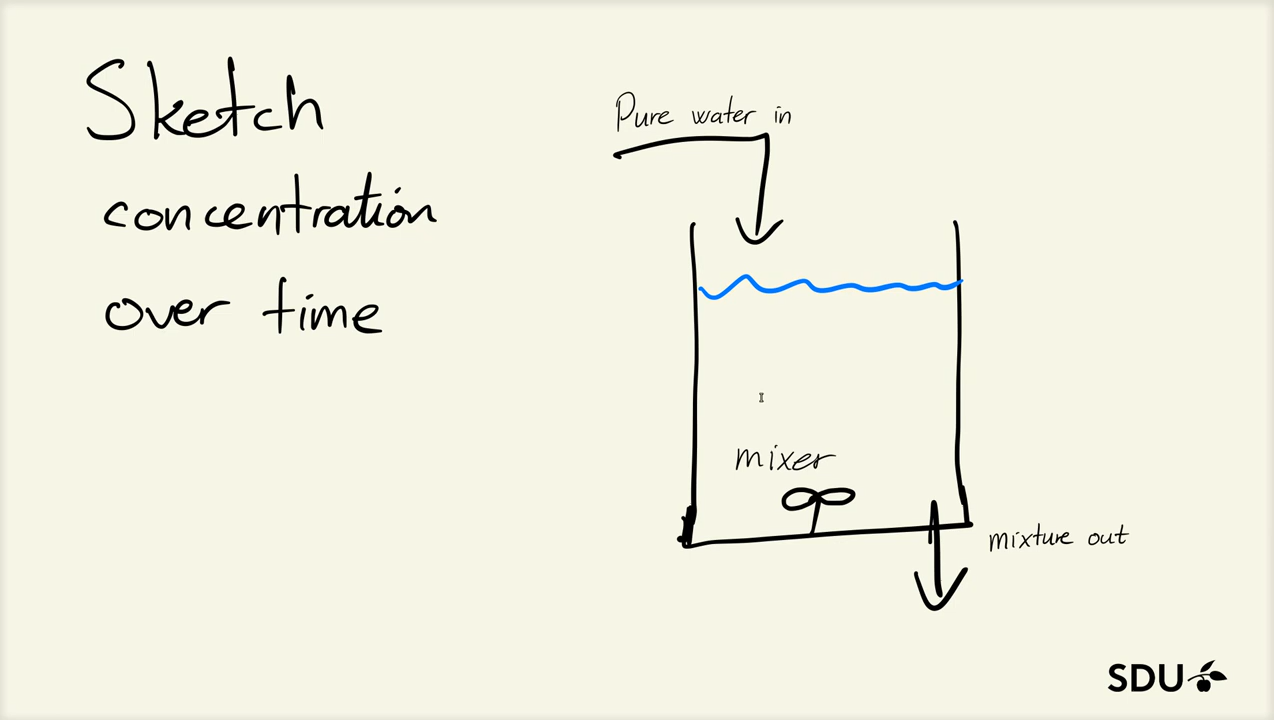 Sketch
concentration
over time
Pure water in
mixer
mixture out
SDU